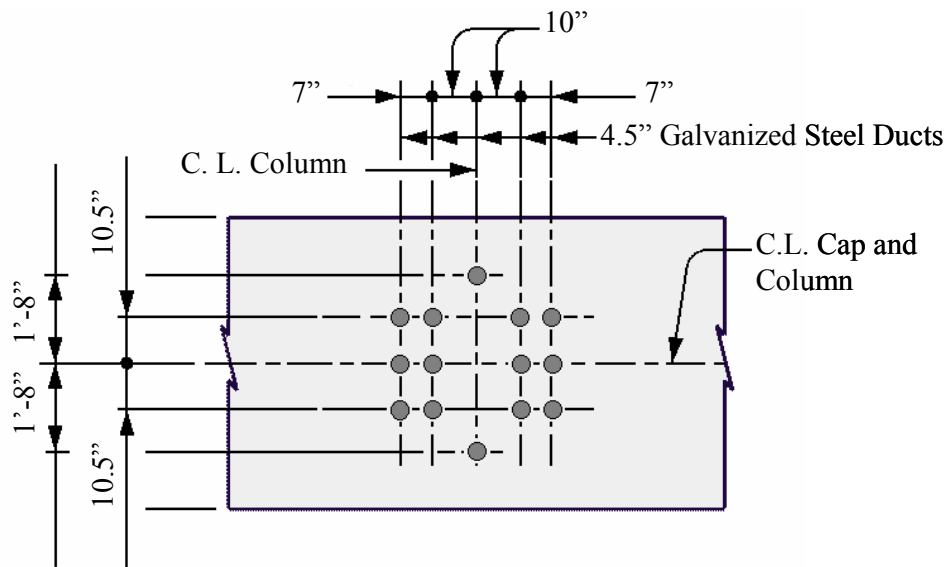 10”
7”
7”
4.5” Galvanized Steel Ducts
C. L. Column
10.5”
C.L. Cap and
Column
1’-8”
1’-8”
10.5”